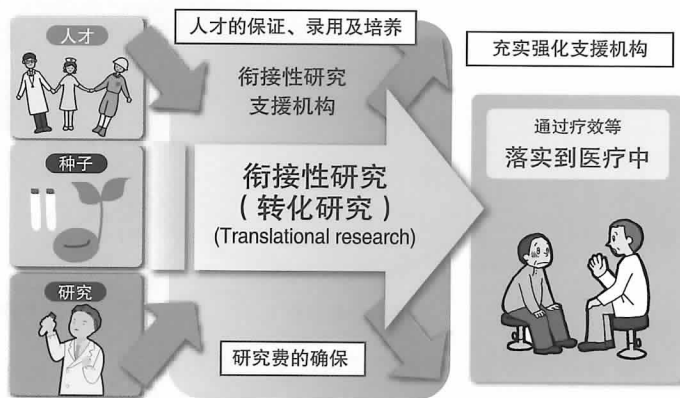 人才
种子
研究
人才的保证、录用及培养
衔接性研究
支援机构
衔接性研究
（转化研究）
(Translational research)
研究费的确保
充实强化支援机构
通过疗效等
落实到医疗中